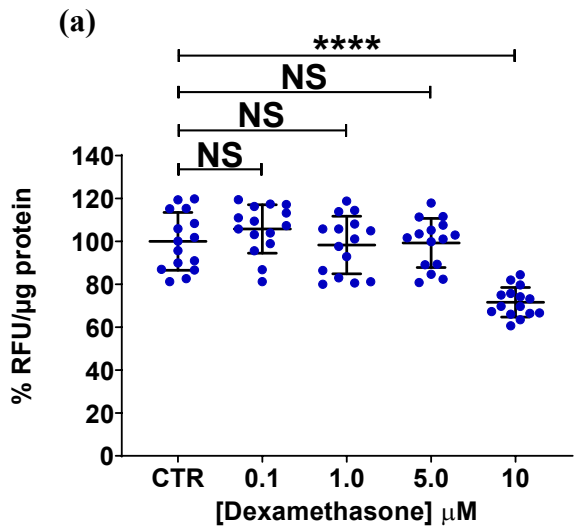 (a)
****
NS
NS
NS
140
120
100
80
60
40
20
0
% RFU/µg protein
CTR 0.1 1.0 5.0 10
[Dexamethasone] µM